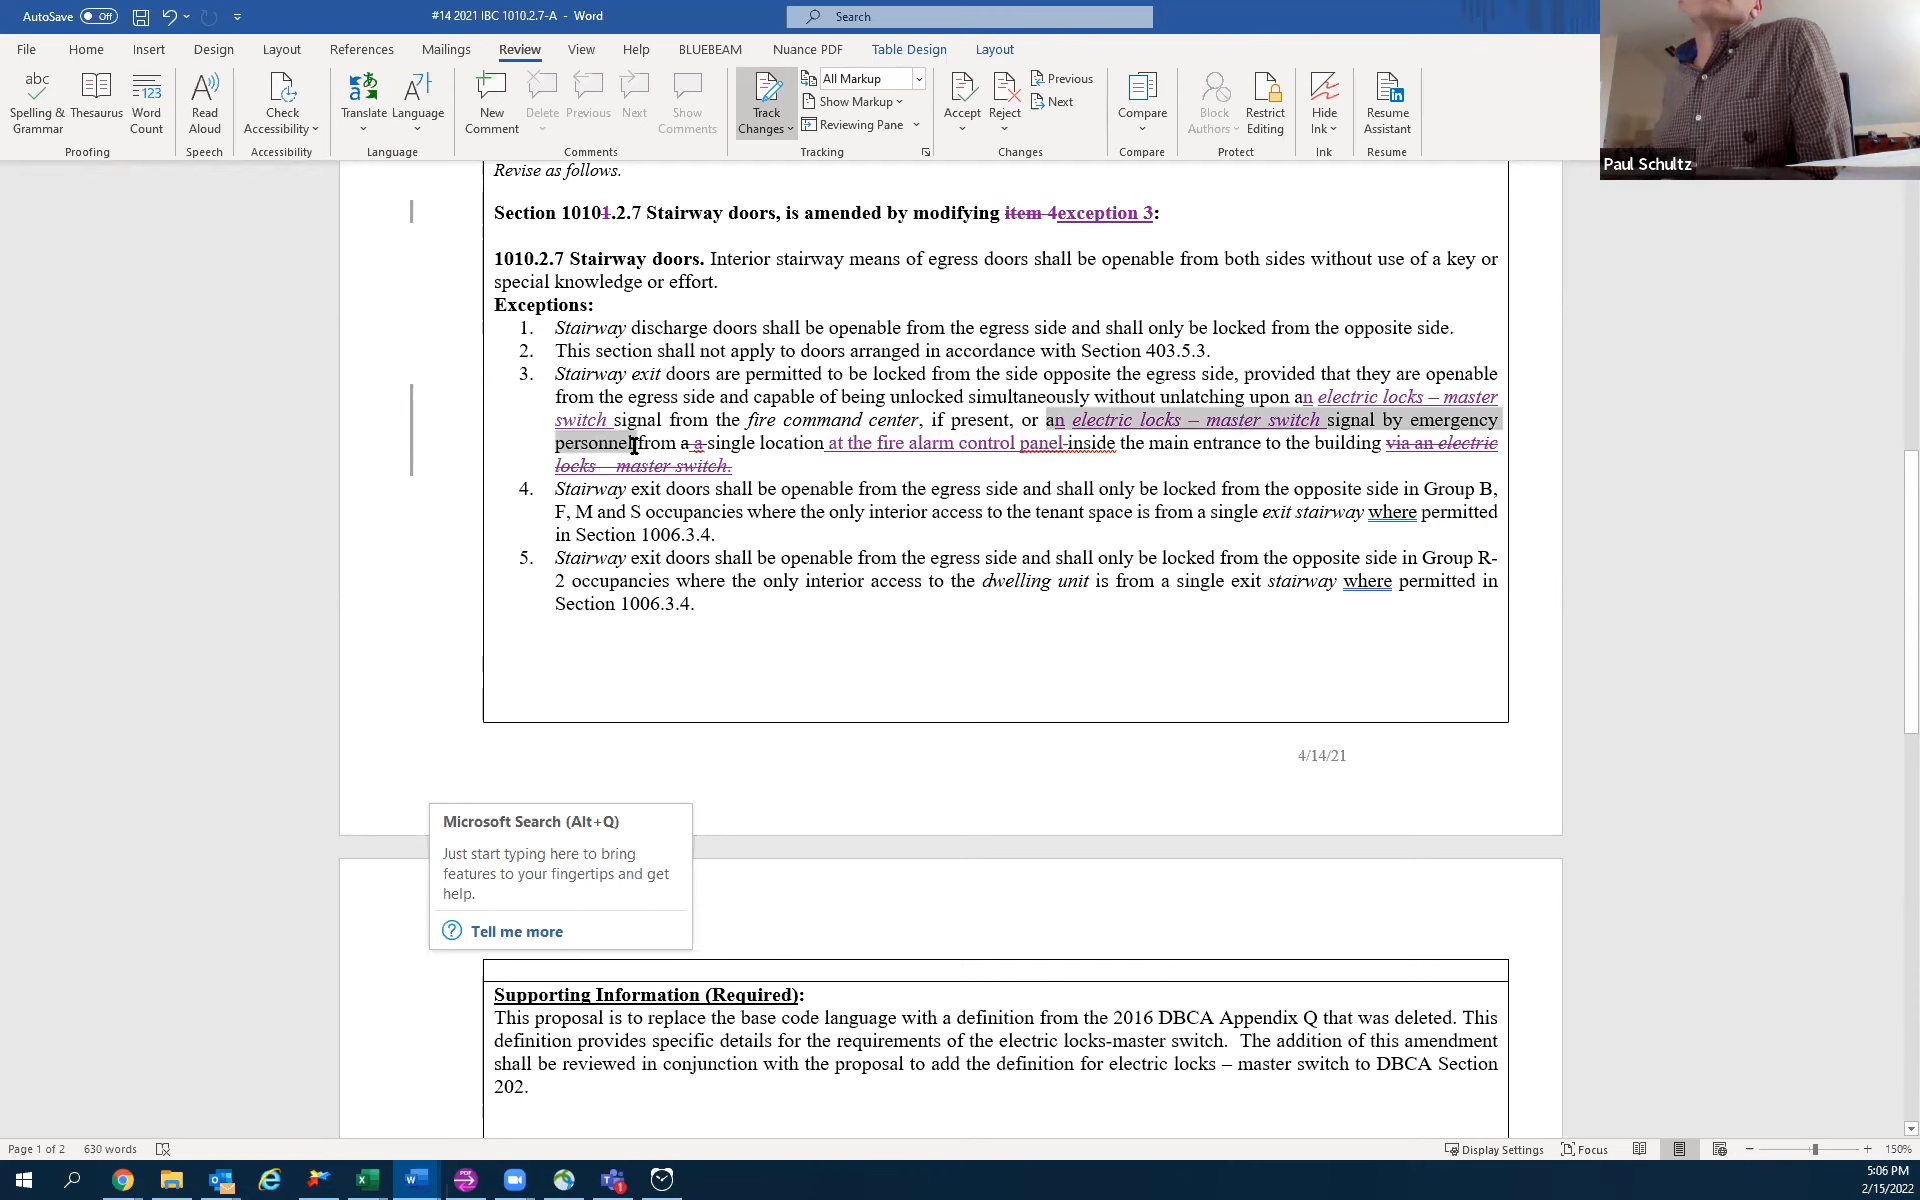 AutoSave Off #14 2021 IBC 1010.2.7-A - Word Search
File Home Insert Design Layout References Mailings Review View Help BLUEBEAM Nuance PDF Table Design Layout
abc Spelling & Grammar
Thesaurus
123 Word Count
Proofing
Read Aloud
Speech
Check Accessibility
Accessibility
Translate
Language
Language
New Comment
Delete
Previous
Next
Show Comments
Comments
Track Changes
All Markup
Show Markup
Reviewing Pane
Tracking
Accept
Reject
Previous
Next
Changes
Compare
Compare
Block Authors
Restrict Editing
Protect
Hide Ink
Ink
Resume Assistant
Resume
Paul Schultz
Revise as follows.
Section 10101.2.7 Stairway doors, is amended by modifying item 4exception 3:
1010.2.7 Stairway doors. Interior stairway means of egress doors shall be openable from both sides without use of a key or
special knowledge or effort.
Exceptions:
1. Stairway discharge doors shall be openable from the egress side and shall only be locked from the opposite side.
2. This section shall not apply to doors arranged in accordance with Section 403.5.3.
3. Stairway exit doors are permitted to be locked from the side opposite the egress side, provided that they are openable
from the egress side and capable of being unlocked simultaneously without unlatching upon an electric locks – master
switch signal from the fire command center, if present, or an electric locks – master switch signal by emergency
personnel from a a single location at the fire alarm control panel inside the main entrance to the building via an electric
locks – master switch.
4. Stairway exit doors shall be openable from the egress side and shall only be locked from the opposite side in Group B,
F, M and S occupancies where the only interior access to the tenant space is from a single exit stairway where permitted
in Section 1006.3.4.
5. Stairway exit doors shall be openable from the egress side and shall only be locked from the opposite side in Group R-
2 occupancies where the only interior access to the dwelling unit is from a single exit stairway where permitted in
Section 1006.3.4.
4/14/21
Microsoft Search (Alt+Q)
Just start typing here to bring
features to your fingertips and get
help.
Tell me more
Supporting Information (Required):
This proposal is to replace the base code language with a definition from the 2016 DBCA Appendix Q that was deleted. This
definition provides specific details for the requirements of the electric locks-master switch. The addition of this amendment
shall be reviewed in conjunction with the proposal to add the definition for electric locks – master switch to DBCA Section
202.
Page 1 of 2 630 words Display Settings Focus 150%
5:06 PM
2/15/2022